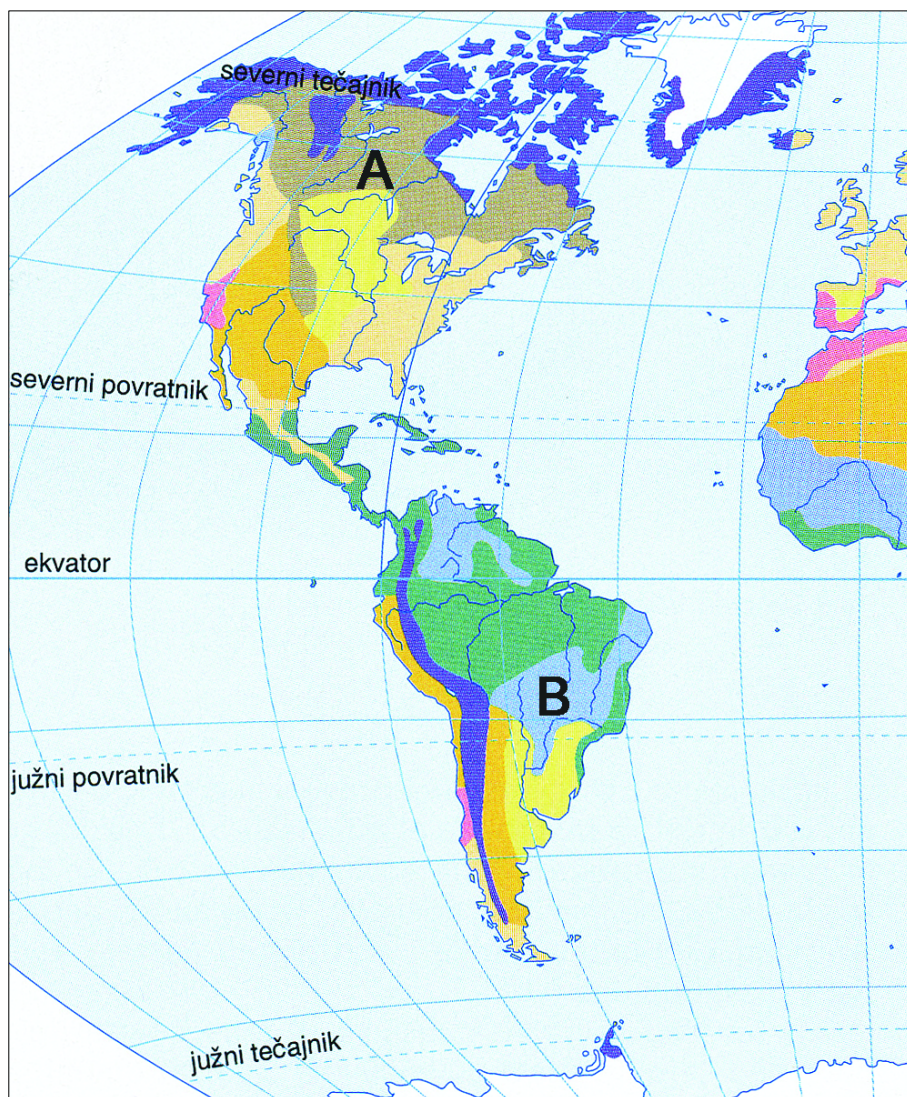 severni tečajnik
A
severni povratnik
ekvator
B
južni povratnik
južni tečajnik